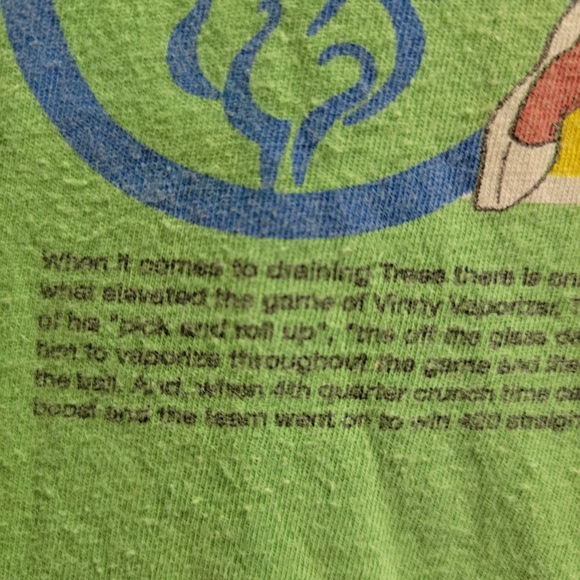 When it comes to draining Trees there is on
what elevated the game of Vinny Vaporizer.
of his "pick and roll up", "the off the glass
him to vaporize throughout the game and
the ball. And, when 4th quarter crunch time
boost and the team went on to win 420 straigh